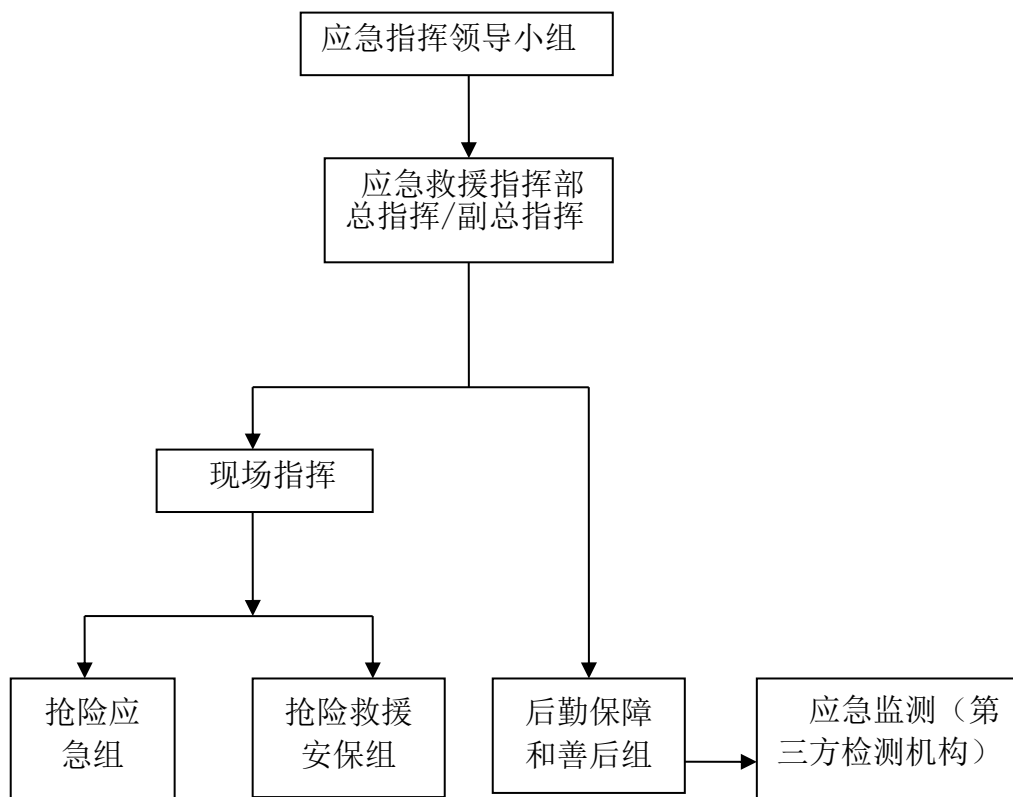 应急指挥领导小组
应急救援指挥部
总指挥/副总指挥
现场指挥
抢险应
急组
抢险救援
安保组
后勤保障
和善后组
应急监测（第
三方检测机构）